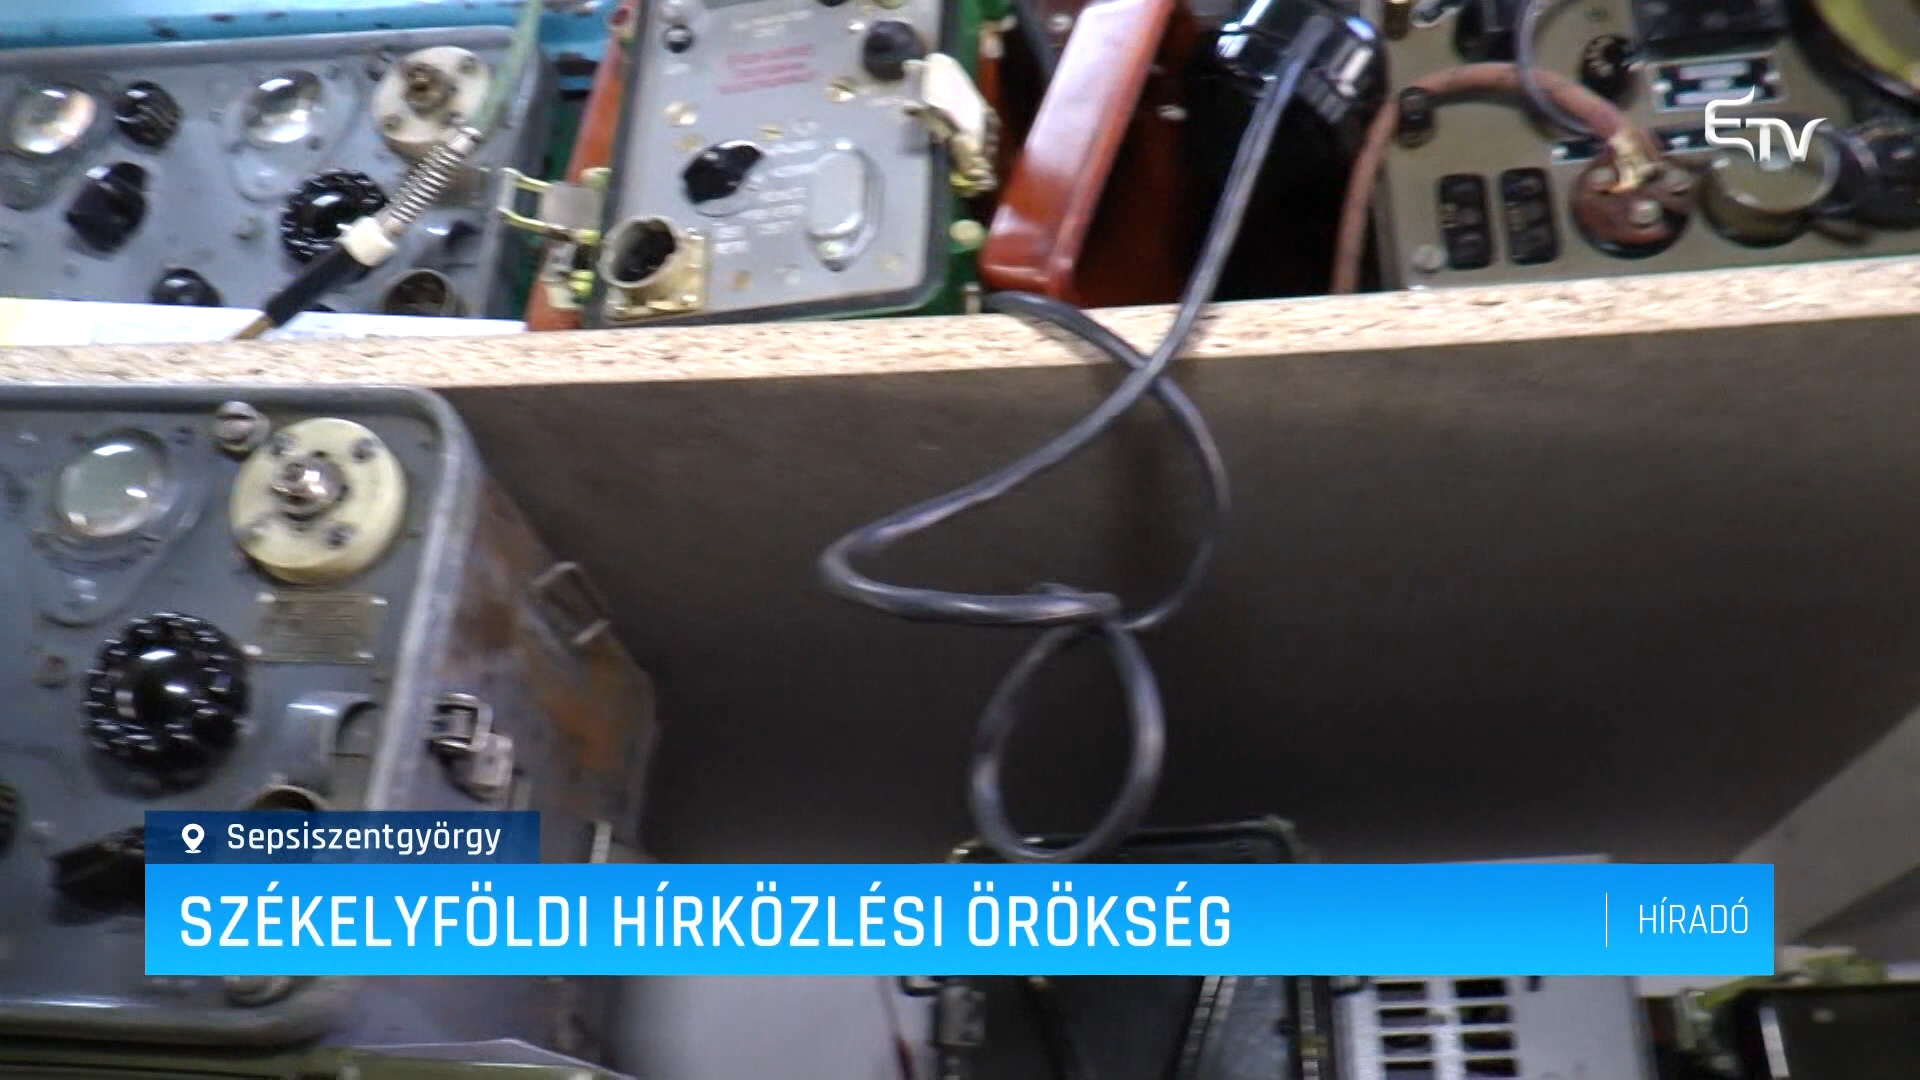 ETV
Sepsiszentgyörgy
SZÉKELYFÖLDI HÍRKÖZLÉSI ÖRÖKSÉG
HÍRADÓ